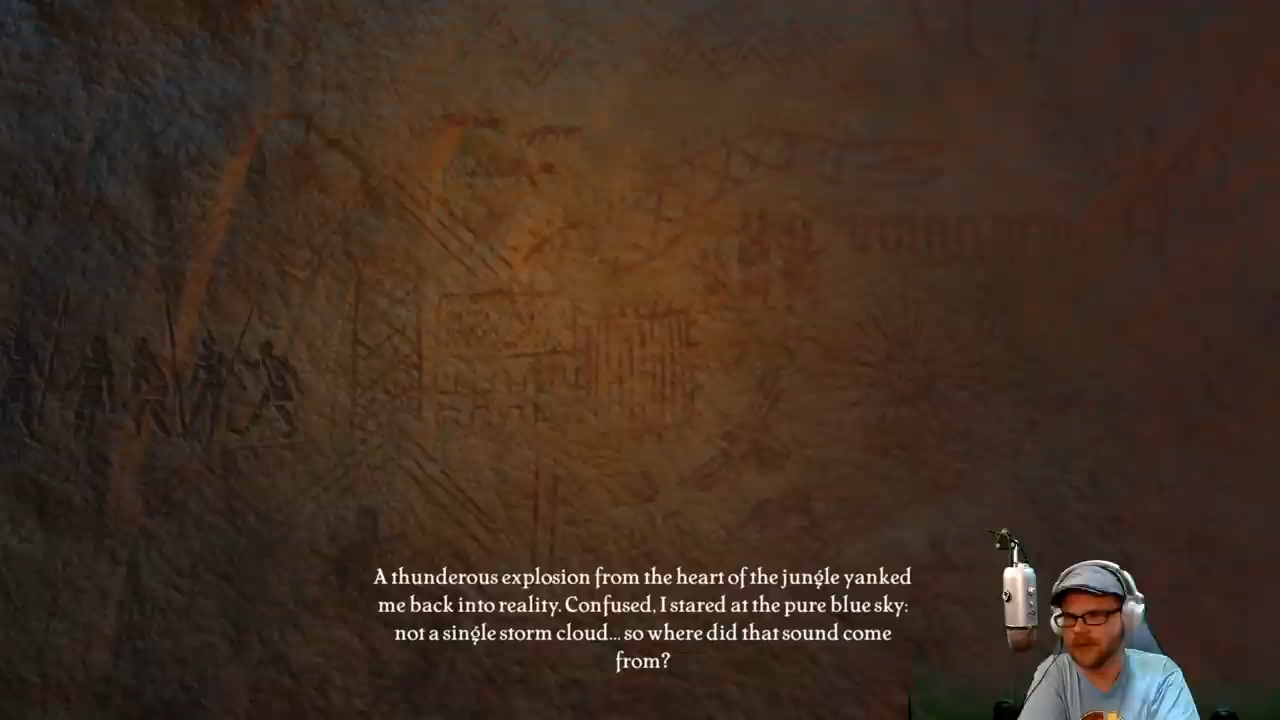 A thunderous explosion from the heart of the jungle yanked
me back into reality. Confused, I stared at the pure blue sky:
not a single storm cloud... so where did that sound come
from?